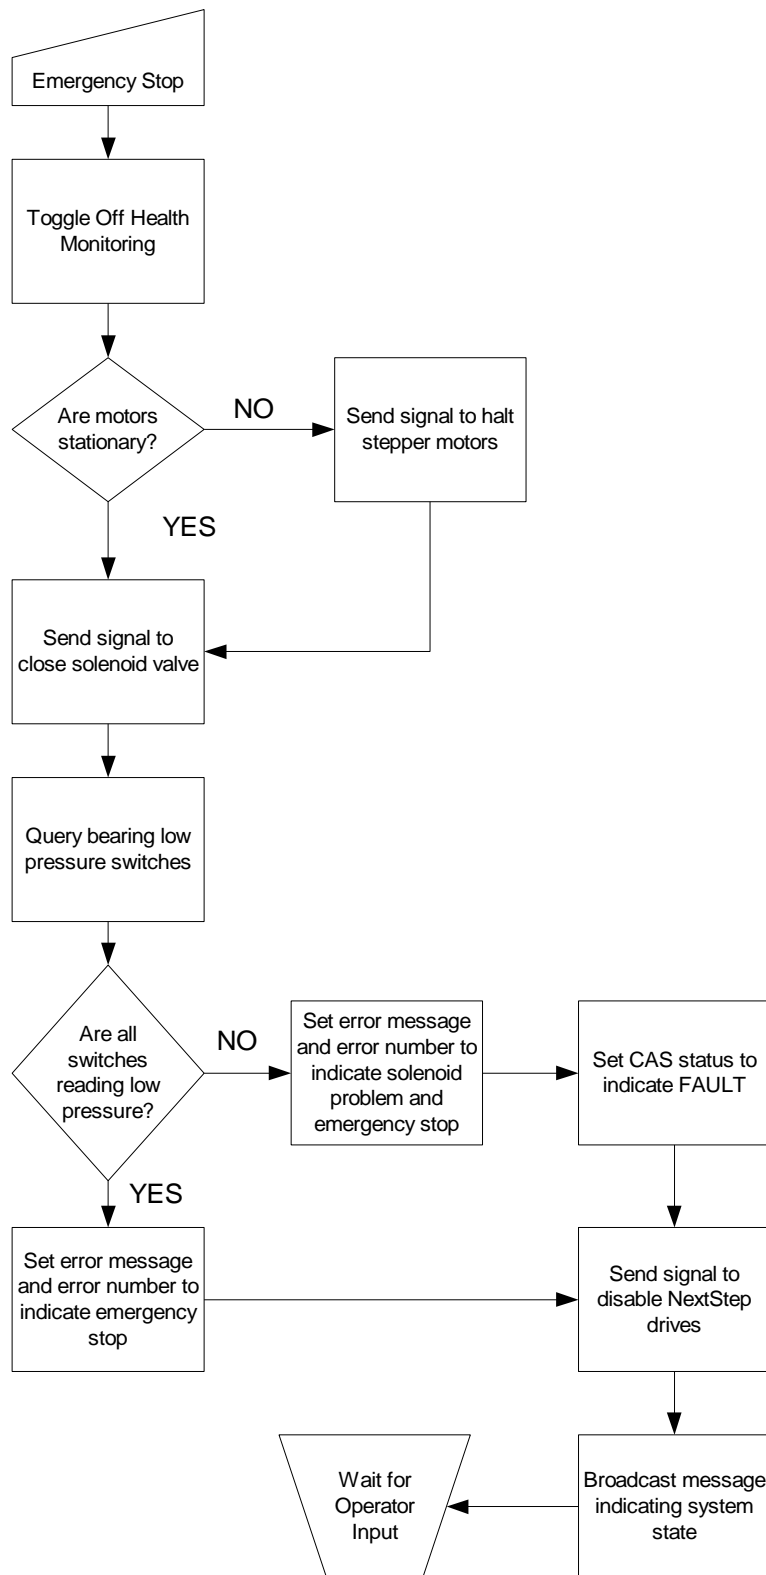 Emergency Stop
Toggle Off Health
Monitoring
Are motors
stationary?
NO
Send signal to halt
stepper motors
YES
Send signal to
close solenoid valve
Query bearing low
pressure switches
Are all
switches
reading low
pressure?
NO
Set error message
and error number to
indicate solenoid
problem and
emergency stop
Set CAS status to
indicate FAULT
YES
Set error message
and error number to
indicate emergency
stop
Send signal to
disable NextStep
drives
Wait for
Operator
Input
Broadcast message
indicating system
state